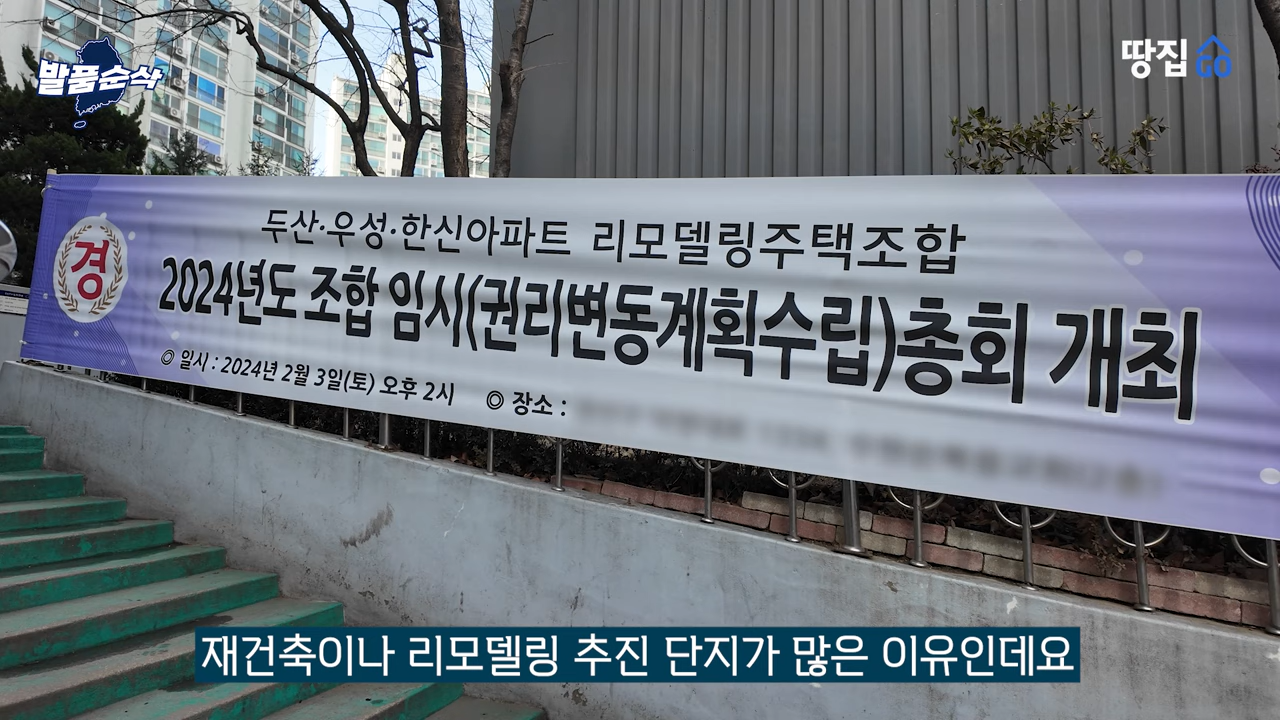 발품순삭
땅집GO
경
두산·우성·한신아파트 리모델링주택조합
2024년도 조합 임시(권리변동계획수립)총회 개최
◎ 일시 : 2024년 2월 3일(토) 오후 2시 ◎ 장소 :
재건축이나 리모델링 추진 단지가 많은 이유인데요